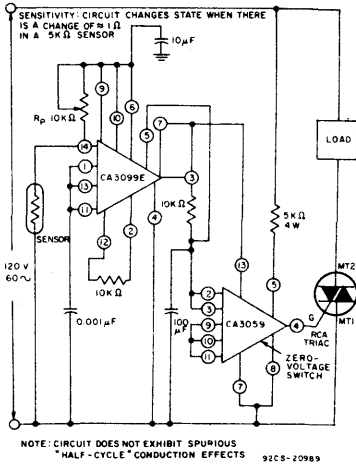 SENSITIVITY: CIRCUIT CHANGES STATE WHEN THERE
IS A CHANGE OF ≈ 1 Ω
IN A 5KΩ SENSOR
10µF
9
10
6
Rp 10KΩ
5
7
14
1
13
11
CA3099E
3
LOAD
SENSOR
12
2
4
10KΩ
13
5KΩ
4W
5
120 V
60~
10KΩ
MT2
2
3
9
10
11
CA3059
4
G
MT1
RCA
TRIAC
0.001µF
100
µF
7
8
ZERO-
VOLTAGE
SWITCH
NOTE: CIRCUIT DOES NOT EXHIBIT SPURIOUS
"HALF-CYCLE" CONDUCTION EFFECTS
92CS-20989